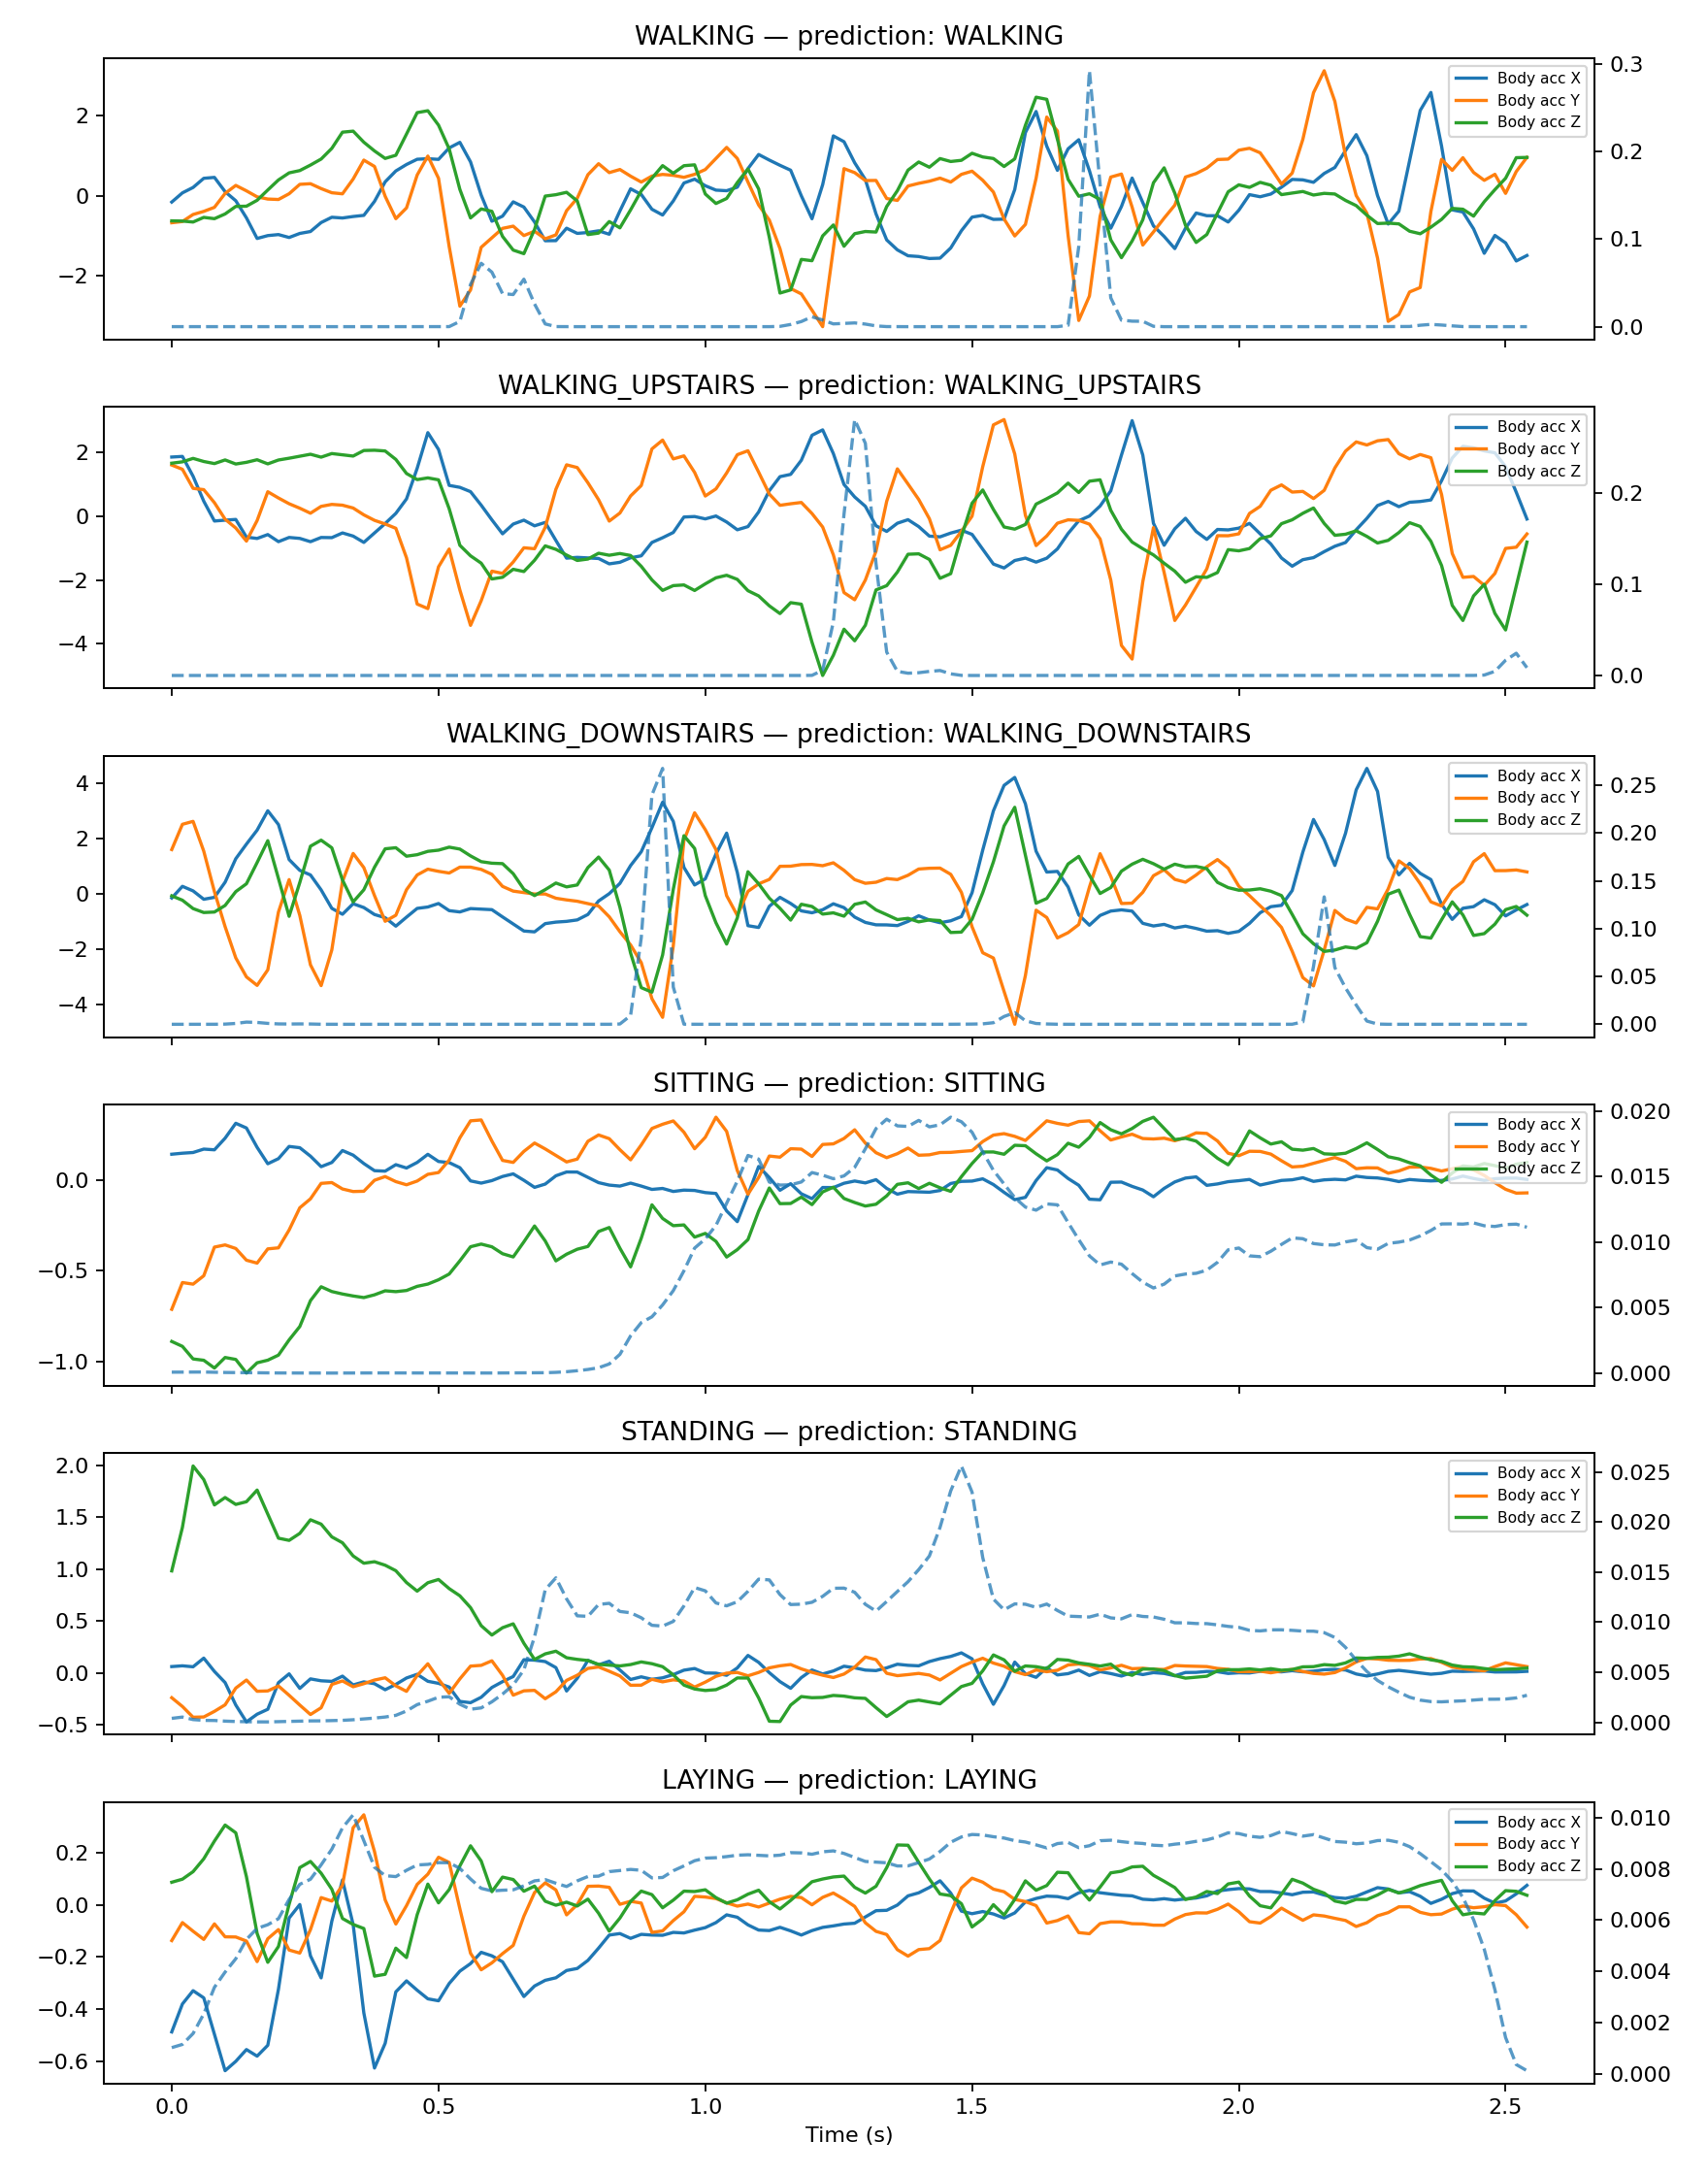 WALKING — prediction: WALKING
2
0
−2
Body acc X
Body acc Y
Body acc Z
0.3
0.2
0.1
0.0
WALKING_UPSTAIRS — prediction: WALKING_UPSTAIRS
2
0
−2
−4
Body acc X
Body acc Y
Body acc Z
0.2
0.1
0.0
WALKING_DOWNSTAIRS — prediction: WALKING_DOWNSTAIRS
4
2
0
−2
−4
Body acc X
Body acc Y
Body acc Z
0.25
0.20
0.15
0.10
0.05
0.00
SITTING — prediction: SITTING
0.0
−0.5
−1.0
Body acc X
Body acc Y
Body acc Z
0.020
0.015
0.010
0.005
0.000
STANDING — prediction: STANDING
2.0
1.5
1.0
0.5
0.0
−0.5
Body acc X
Body acc Y
Body acc Z
0.025
0.020
0.015
0.010
0.005
0.000
LAYING — prediction: LAYING
0.2
0.0
−0.2
−0.4
−0.6
Body acc X
Body acc Y
Body acc Z
0.010
0.008
0.006
0.004
0.002
0.000
0.0 0.5 1.0 1.5 2.0 2.5
Time (s)